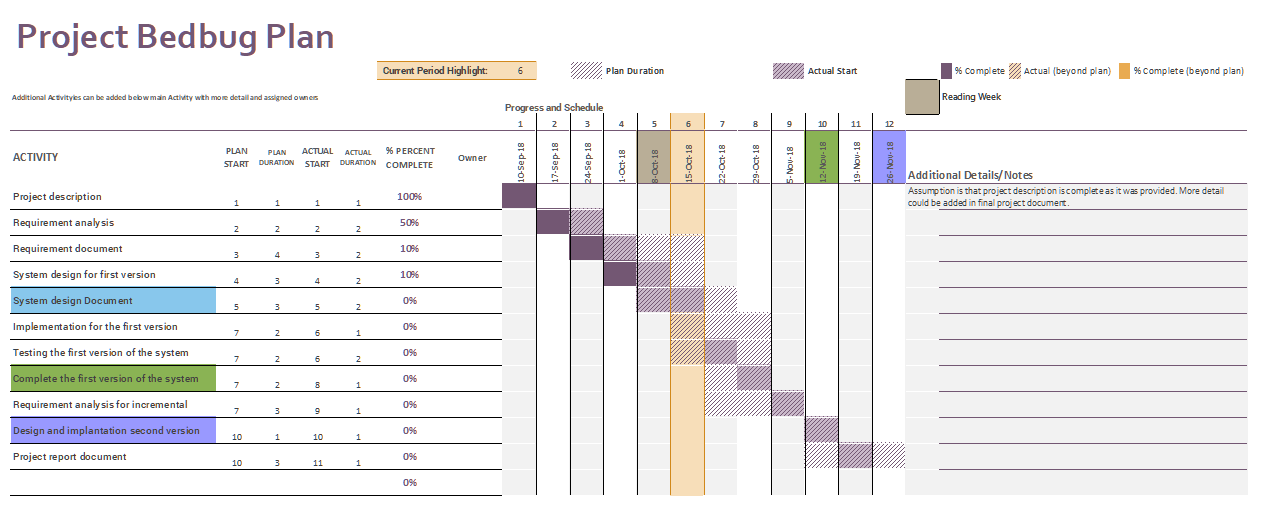 Project Bedbug Plan
Current Period Highlight: 6 Plan Duration Actual Start % Complete Actual (beyond plan) % Complete (beyond plan)
Additional Activityies can be added below main Activity with more detail and assigned owners Reading Week
Progress and Schedule
1 2 3 4 5 6 7 8 9 10 11 12
ACTIVITY PLAN START PLAN DURATION ACTUAL START ACTUAL DURATION % PERCENT COMPLETE Owner 10-Sep-18 17-Sep-18 24-Sep-18 1-Oct-18 8-Oct-18 15-Oct-18 22-Oct-18 29-Oct-18 5-Nov-18 12-Nov-18 19-Nov-18 26-Nov-18 Additional Details/Notes
Project description 1 1 1 1 100% Assumption is that project description is complete as it was provided. More detail
could be added in final project document.
Requirement analysis 2 2 2 2 50%
Requirement document 3 4 3 2 10%
System design for first version 4 3 4 2 10%
System design Document 5 3 5 2 0%
Implementation for the first version 7 2 6 1 0%
Testing the first version of the system 7 2 6 2 0%
Complete the first version of the system 7 2 8 1 0%
Requirement analysis for incremental 7 3 9 1 0%
Design and implantation second version 10 1 10 1 0%
Project report document 10 3 11 1 0%
0%